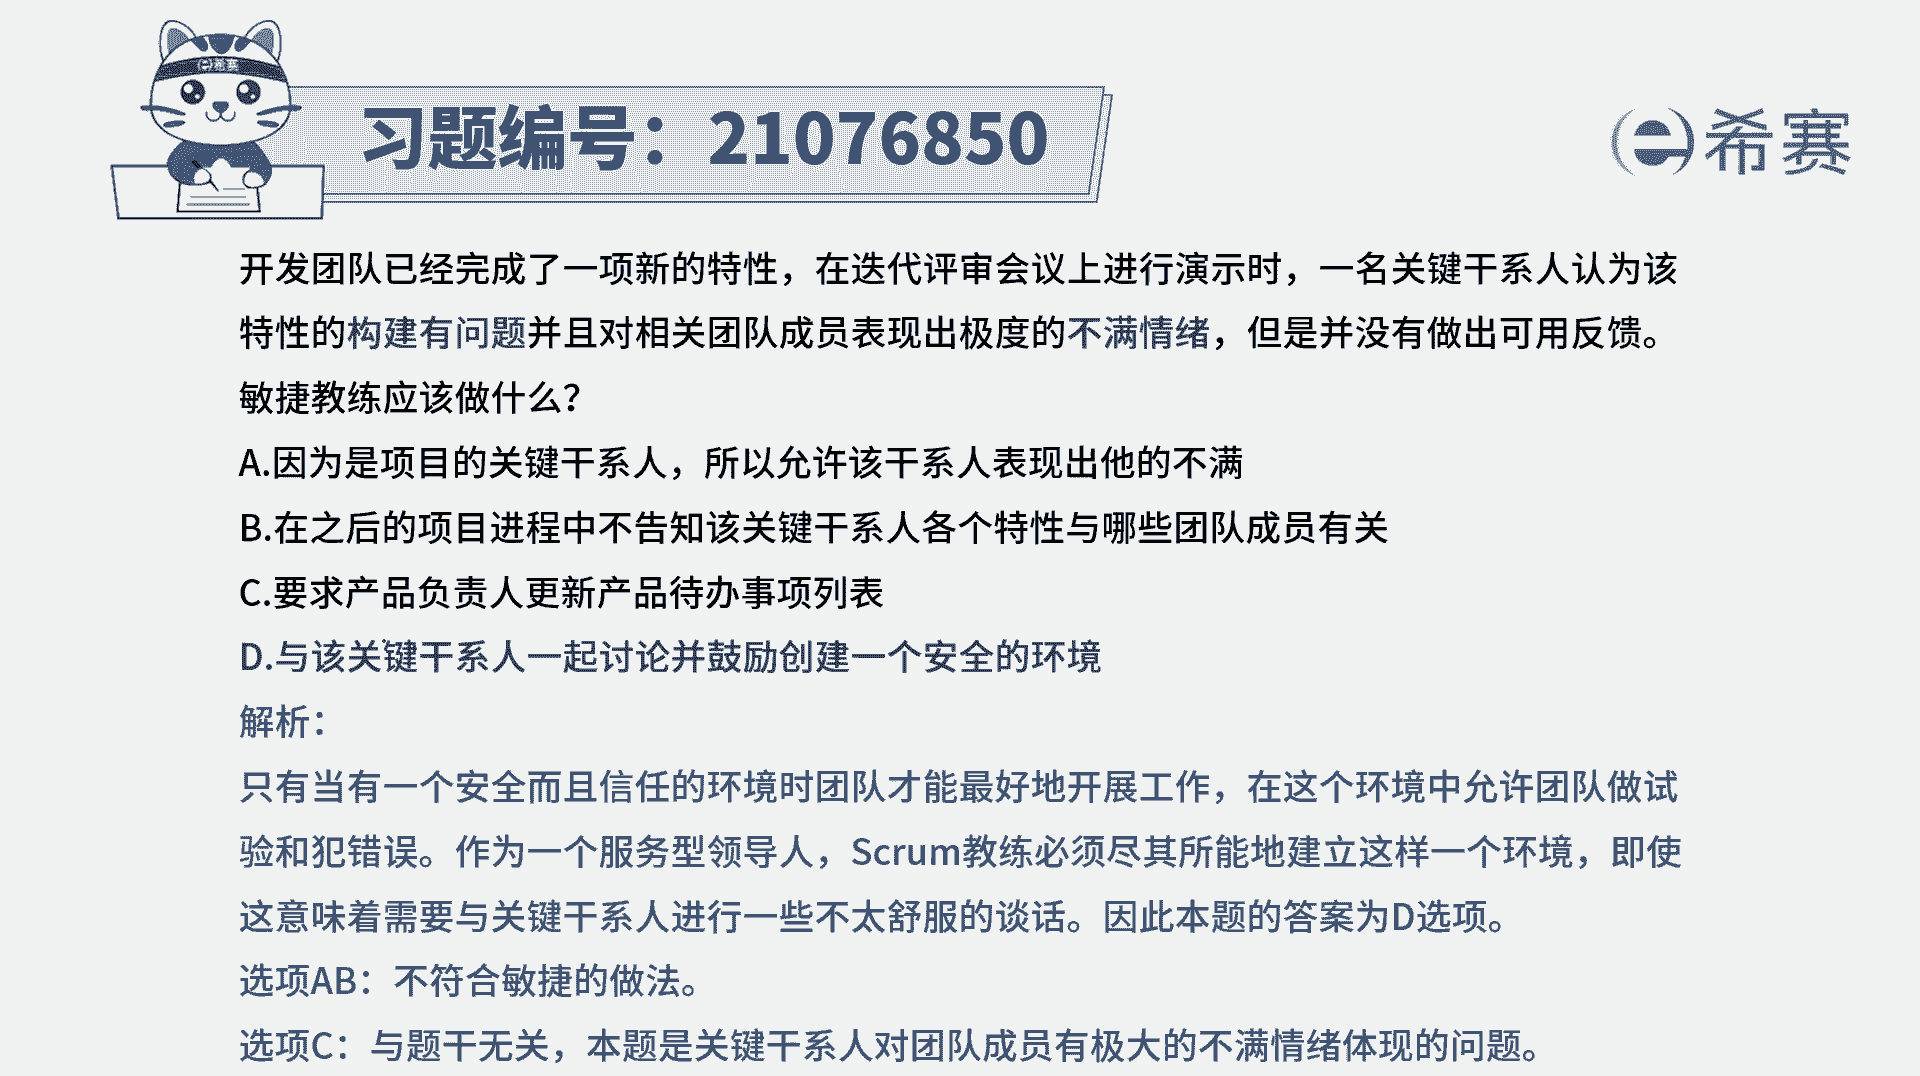 希赛
习题编号：21076850
希赛
开发团队已经完成了一项新的特性，在迭代评审会议上进行演示时，一名关键干系人认为该
特性的构建有问题并且对相关团队成员表现出极度的不满情绪，但是并没有做出可用反馈。
敏捷教练应该做什么？
A.因为是项目的关键干系人，所以允许该干系人表现出他的不满
B.在之后的项目进程中不告知该关键干系人各个特性与哪些团队成员有关
C.要求产品负责人更新产品待办事项列表
D.与该关键干系人一起讨论并鼓励创建一个安全的环境
解析：
只有当有一个安全而且信任的环境时团队才能最好地开展工作，在这个环境中允许团队做试
验和犯错误。作为一个服务型领导人，Scrum教练必须尽其所能地建立这样一个环境，即使
这意味着需要与关键干系人进行一些不太舒服的谈话。因此本题的答案为D选项。
选项AB：不符合敏捷的做法。
选项C：与题干无关，本题是关键干系人对团队成员有极大的不满情绪体现的问题。